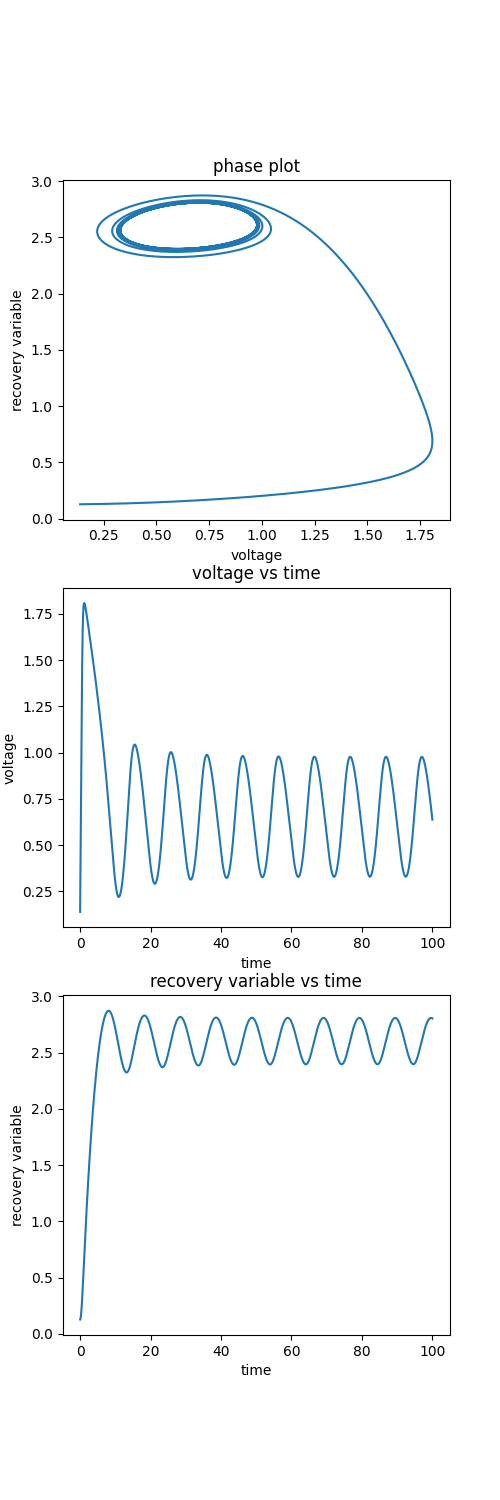 phase plot
3.0
2.5
2.0
1.5
1.0
0.5
0.0
recovery variable
0.25 0.50 0.75 1.00 1.25 1.50 1.75
voltage
voltage vs time
1.75
1.50
1.25
1.00
0.75
0.50
0.25
voltage
0 20 40 60 80 100
time
recovery variable vs time
3.0
2.5
2.0
1.5
1.0
0.5
0.0
recovery variable
0 20 40 60 80 100
time